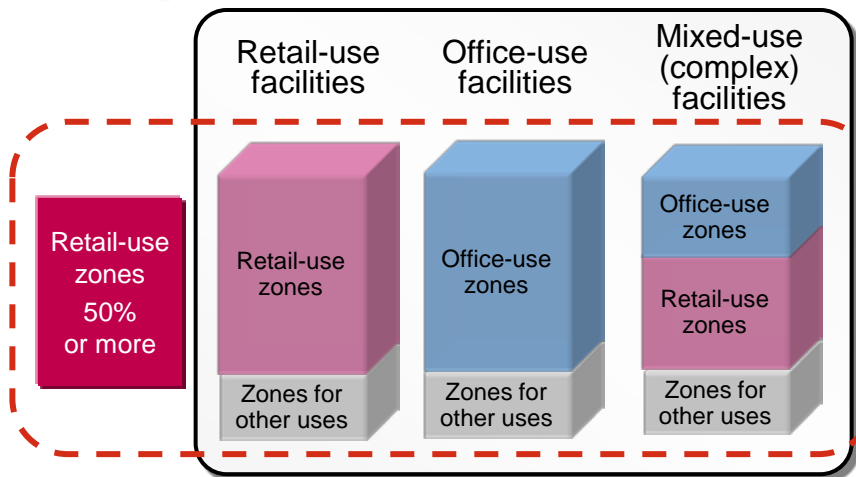 Retail-use
facilities
Office-use
facilities
Mixed-use
(complex)
facilities
Retail-use
zones
50%
or more
Retail-use
zones
Zones for
other uses
Office-use
zones
Zones for
other uses
Office-use
zones
Retail-use
zones
Zones for
other uses